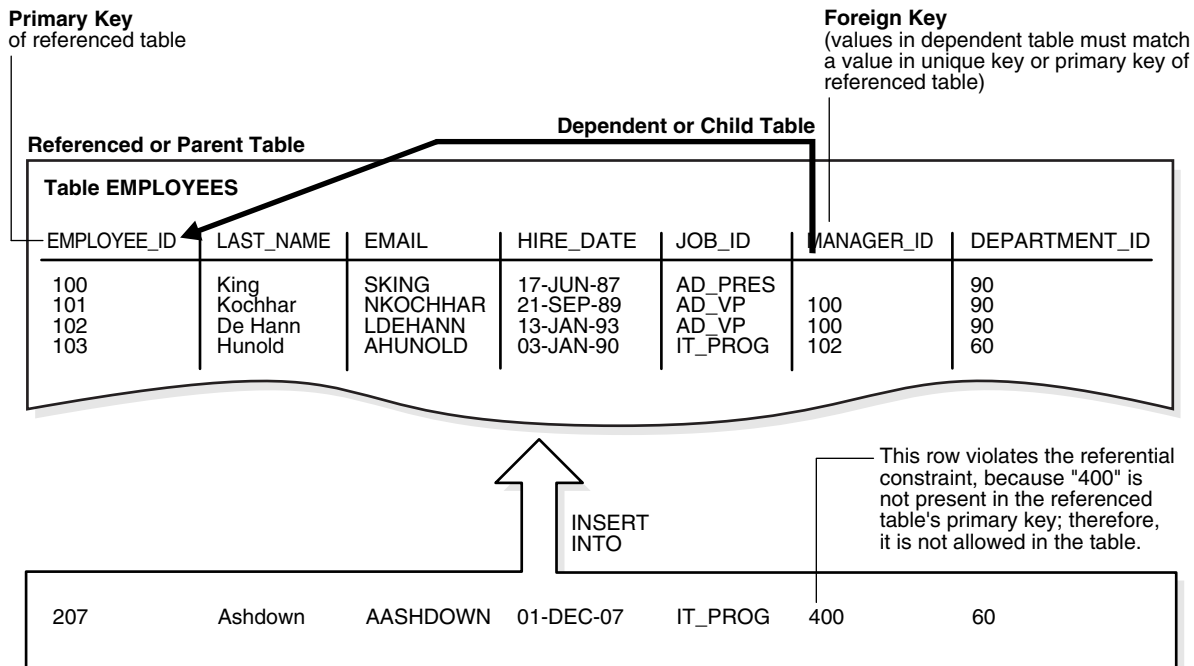 Primary Key
of referenced table
Foreign Key
(values in dependent table must match
a value in unique key or primary key of
referenced table)
Dependent or Child Table
Referenced or Parent Table
Table EMPLOYEES
EMPLOYEE_ID LAST_NAME EMAIL HIRE_DATE JOB_ID MANAGER_ID DEPARTMENT_ID
100 King SKING 17-JUN-87 AD_PRES 90
101 Kochhar NKOCHHAR 21-SEP-89 AD_VP 100 90
102 De Hann LDEHANN 13-JAN-93 AD_VP 100 90
103 Hunold AHUNOLD 03-JAN-90 IT_PROG 102 60
This row violates the referential
constraint, because "400" is
not present in the referenced
table's primary key; therefore,
it is not allowed in the table.
INSERT
INTO
207 Ashdown AASHDOWN 01-DEC-07 IT_PROG 400 60